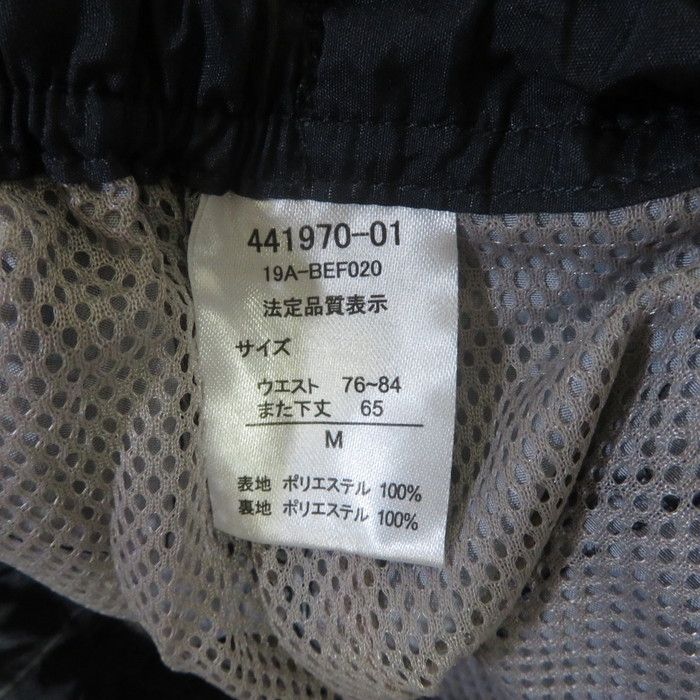 441970-01
19A-BEF020
法定品質表示
サイズ
ウエスト 76~84
また下丈 65
M
表地 ポリエステル 100%
裏地 ポリエステル 100%